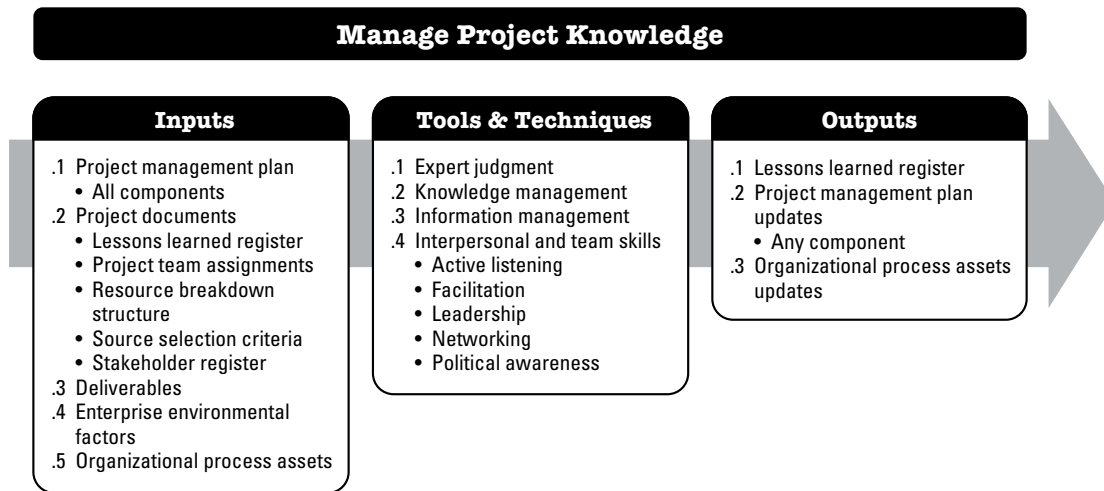 Manage Project Knowledge
Inputs
.1 Project management plan
• All components
.2 Project documents
• Lessons learned register
• Project team assignments
• Resource breakdown
structure
• Source selection criteria
• Stakeholder register
.3 Deliverables
.4 Enterprise environmental
factors
.5 Organizational process assets
Tools & Techniques
.1 Expert judgment
.2 Knowledge management
.3 Information management
.4 Interpersonal and team skills
• Active listening
• Facilitation
• Leadership
• Networking
• Political awareness
Outputs
.1 Lessons learned register
.2 Project management plan
updates
• Any component
.3 Organizational process assets
updates